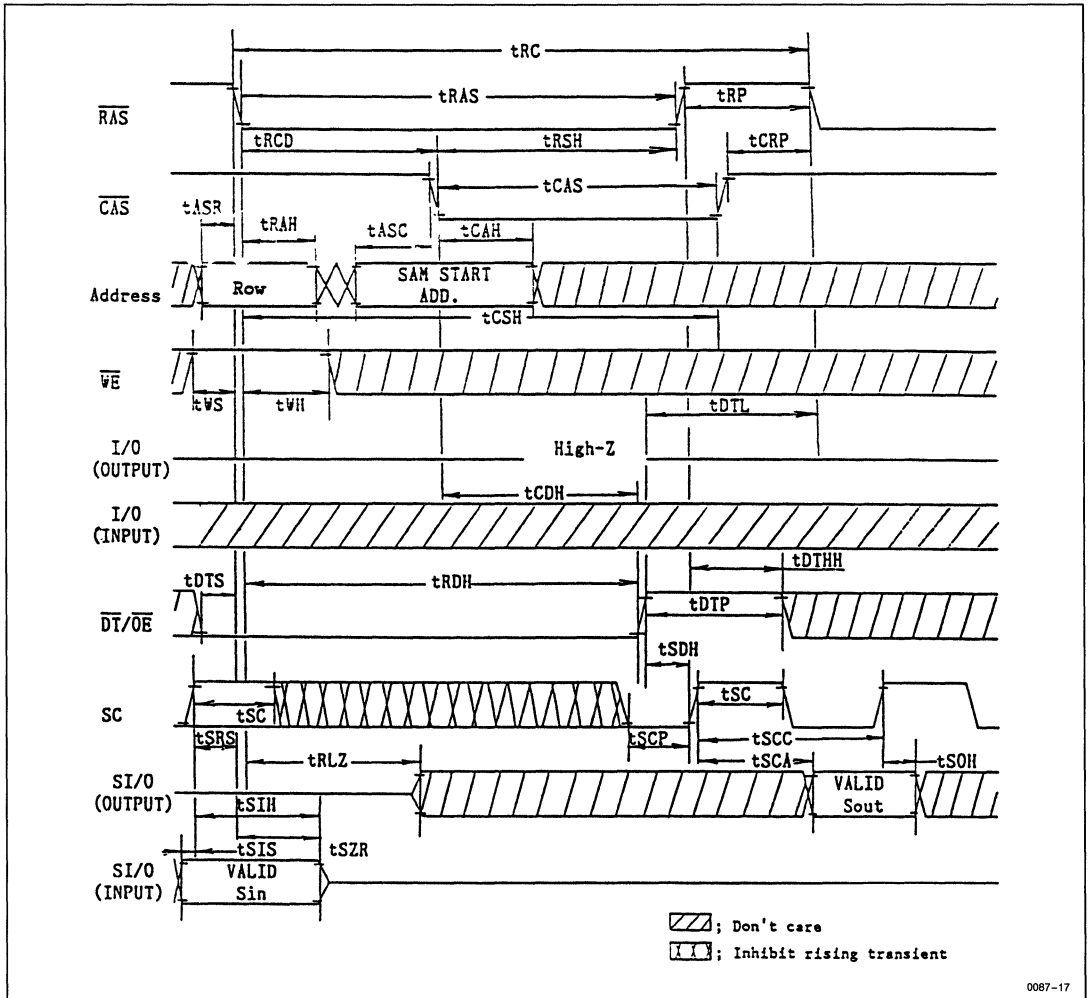 tRC
tRAS
tRP
RAS
tRCD
tRSH
tCRP
tCAS
CAS
tASR
tRAH
tASC
tCAH
Address
Row
SAM START
ADD.
tCSH
WE
tWS
tWH
tDTL
I/O
(OUTPUT)
High-Z
tCDH
I/O
(INPUT)
tDTHH
tDTS
tRDH
DT/OE
tDTP
tSDH
SC
tSC
tSC
tSRS
tSCP
tSCC
tRLZ
tSCA
tSOH
SI/O
(OUTPUT)
VALID
Sout
tSIH
tSIS
tSZR
SI/O
(INPUT)
VALID
Sin
; Don't care
; Inhibit rising transient
0087-17